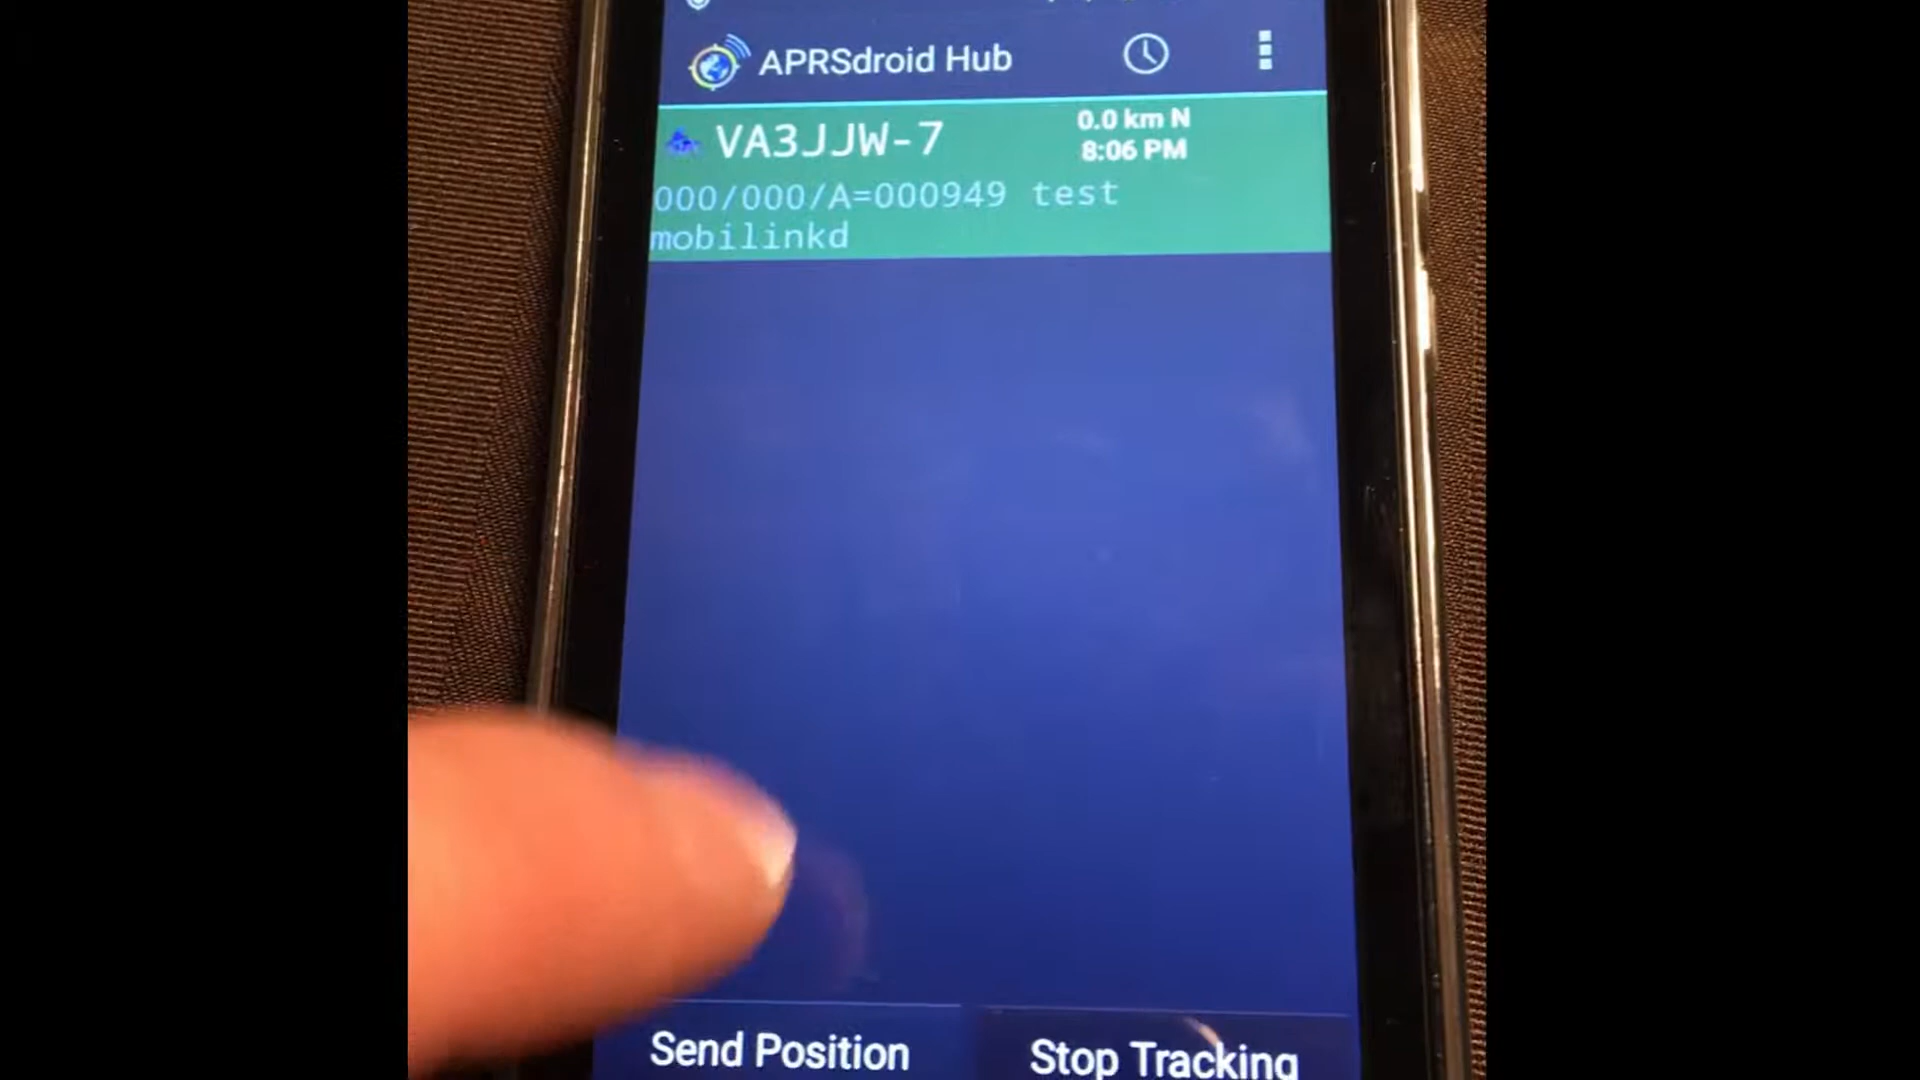 APRSdroid Hub
VA3JJW-7
0.0 km N
8:06 PM
000/000/A=000949 test
mobilinkd
Send Position
Stop Tracking